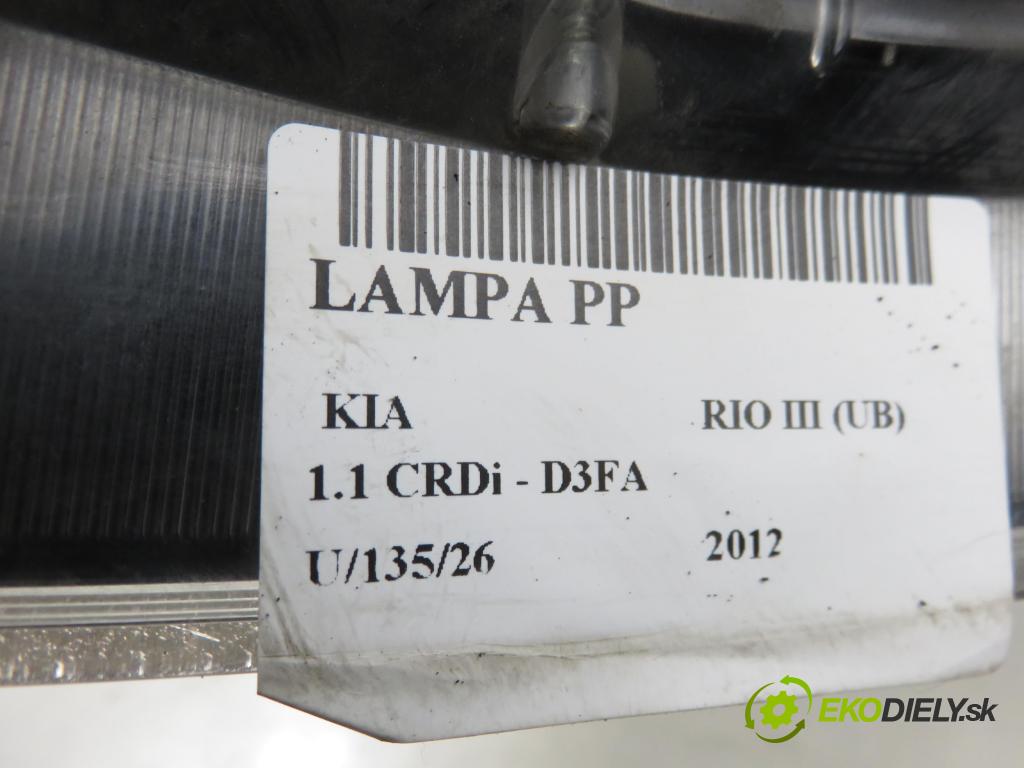 LAMPA PP
KIA RIO III (UB)
1.1 CRDi - D3FA
U/135/26 2012
EKODIELY.sk